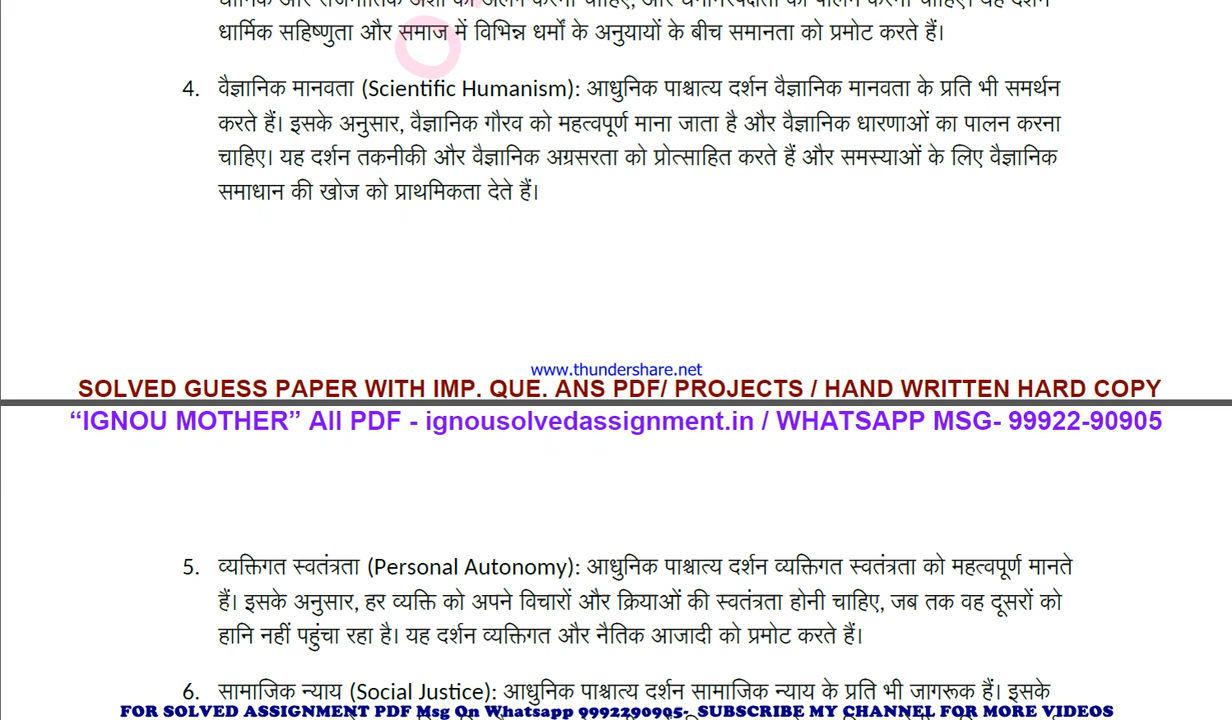 धार्मिक सहिष्णुता और समाज में विभिन्न धर्मों के अनुयायों के बीच समानता को प्रमोट करते हैं।
4. वैज्ञानिक मानवता (Scientific Humanism): आधुनिक पाश्चात्य दर्शन वैज्ञानिक मानवता के प्रति भी समर्थन
करते हैं। इसके अनुसार, वैज्ञानिक गौरव को महत्वपूर्ण माना जाता है और वैज्ञानिक धारणाओं का पालन करना
चाहिए। यह दर्शन तकनीकी और वैज्ञानिक अग्रसरता को प्रोत्साहित करते हैं और समस्याओं के लिए वैज्ञानिक
समाधान की खोज को प्राथमिकता देते हैं।
www.thundershare.net
SOLVED GUESS PAPER WITH IMP. QUE. ANS PDF/ PROJECTS / HAND WRITTEN HARD COPY
“IGNOU MOTHER” All PDF - ignousolvedassignment.in / WHATSAPP MSG- 99922-90905
5. व्यक्तिगत स्वतंत्रता (Personal Autonomy): आधुनिक पाश्चात्य दर्शन व्यक्तिगत स्वतंत्रता को महत्वपूर्ण मानते
हैं। इसके अनुसार, हर व्यक्ति को अपने विचारों और क्रियाओं की स्वतंत्रता होनी चाहिए, जब तक वह दूसरों को
हानि नहीं पहुंचा रहा है। यह दर्शन व्यक्तिगत और नैतिक आजादी को प्रमोट करते हैं।
6. सामाजिक न्याय (Social Justice): आधुनिक पाश्चात्य दर्शन सामाजिक न्याय के प्रति भी जागरूक हैं। इसके
FOR SOLVED ASSIGNMENT PDF Msg On Whatsapp 9992290905- SUBSCRIBE MY CHANNEL FOR MORE VIDEOS